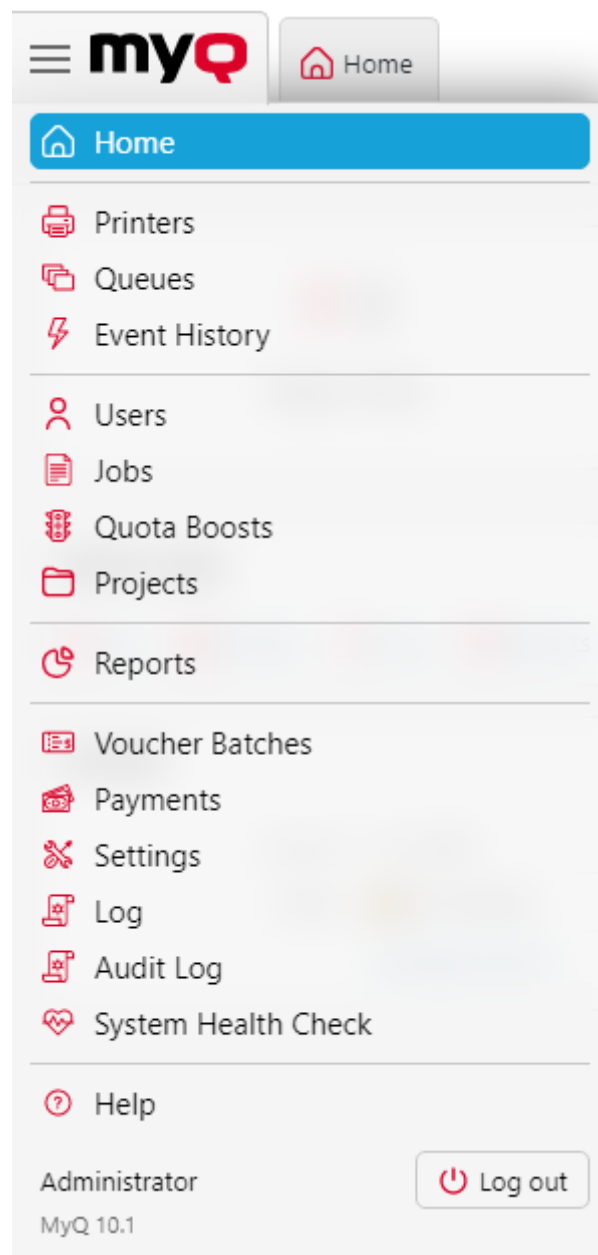 myQ
Home
Home
Printers
Queues
Event History
Users
Jobs
Quota Boosts
Projects
Reports
Voucher Batches
Payments
Settings
Log
Audit Log
System Health Check
Help
Administrator
Log out
MyQ 10.1